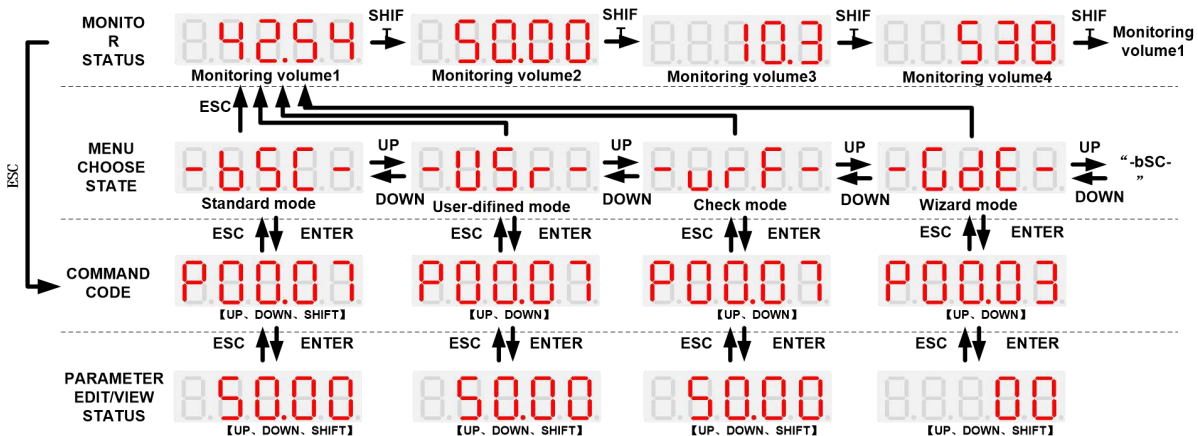 MONITO
R
STATUS
42.54
SHIF
T
50.00
SHIF
T
10.3
SHIF
T
538
SHIF
T
Monitoring
volume1
Monitoring volume1
Monitoring volume2
Monitoring volume3
Monitoring volume4
ESC
ESC
MENU
CHOOSE
STATE
-bSC-
UP
DOWN
-USr-
UP
DOWN
-urF-
UP
DOWN
-GdE-
UP
DOWN
“-bSC-
”
Standard mode
User-difined mode
Check mode
Wizard mode
ESC ENTER
ESC ENTER
ESC ENTER
ESC ENTER
COMMAND
CODE
P00.07
P00.07
P00.07
P00.03
【UP、DOWN、SHIFT】
【UP、DOWN】
【UP、DOWN】
【UP、DOWN】
ESC ENTER
ESC ENTER
ESC ENTER
ESC ENTER
PARAMETER
EDIT/VIEW
STATUS
50.00
50.00
50.00
00
【UP、DOWN、SHIFT】
【UP、DOWN、SHIFT】
【UP、DOWN、SHIFT】
【UP、DOWN、SHIFT】